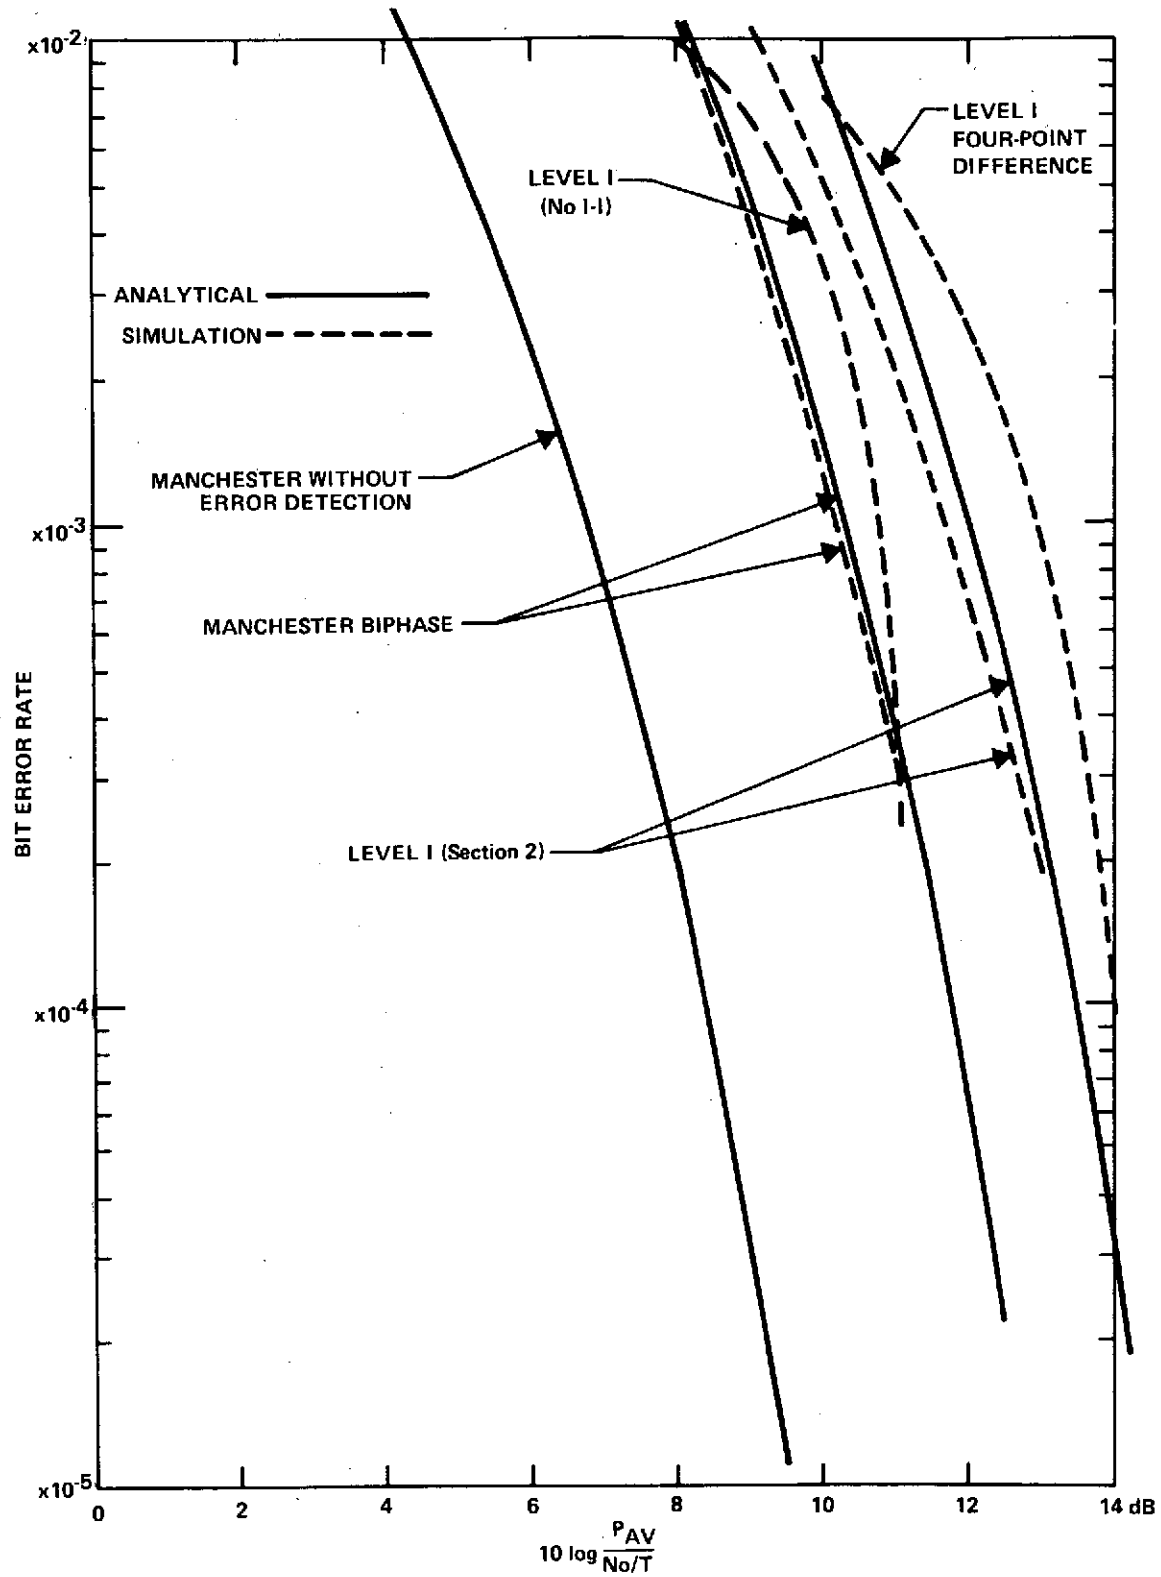 x10-2
LEVEL I
FOUR-POINT
DIFFERENCE
LEVEL I
(No I-I)
ANALYTICAL
SIMULATION
MANCHESTER WITHOUT
ERROR DETECTION
x10-3
MANCHESTER BIPHASE
BIT ERROR RATE
LEVEL I (Section 2)
x10-4
x10-5
0 2 4 6 8 10 12 14 dB
10 log PAV
No/T